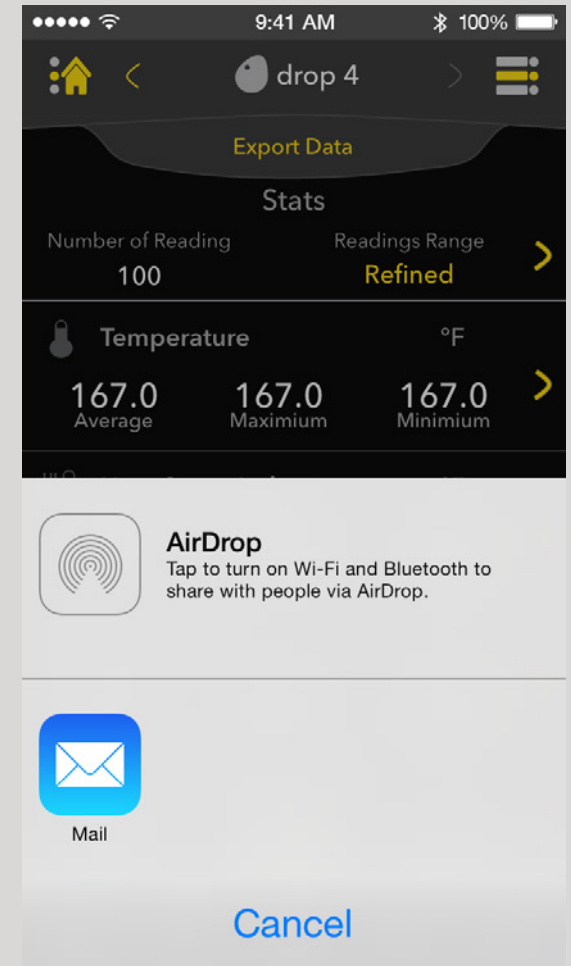 9:41 AM 100%
drop 4
Export Data
Stats
Number of Reading Readings Range
100 Refined
Temperature °F
167.0 167.0 167.0
Average Maximium Minimium
AirDrop
Tap to turn on Wi-Fi and Bluetooth to
share with people via AirDrop.
Mail
Cancel